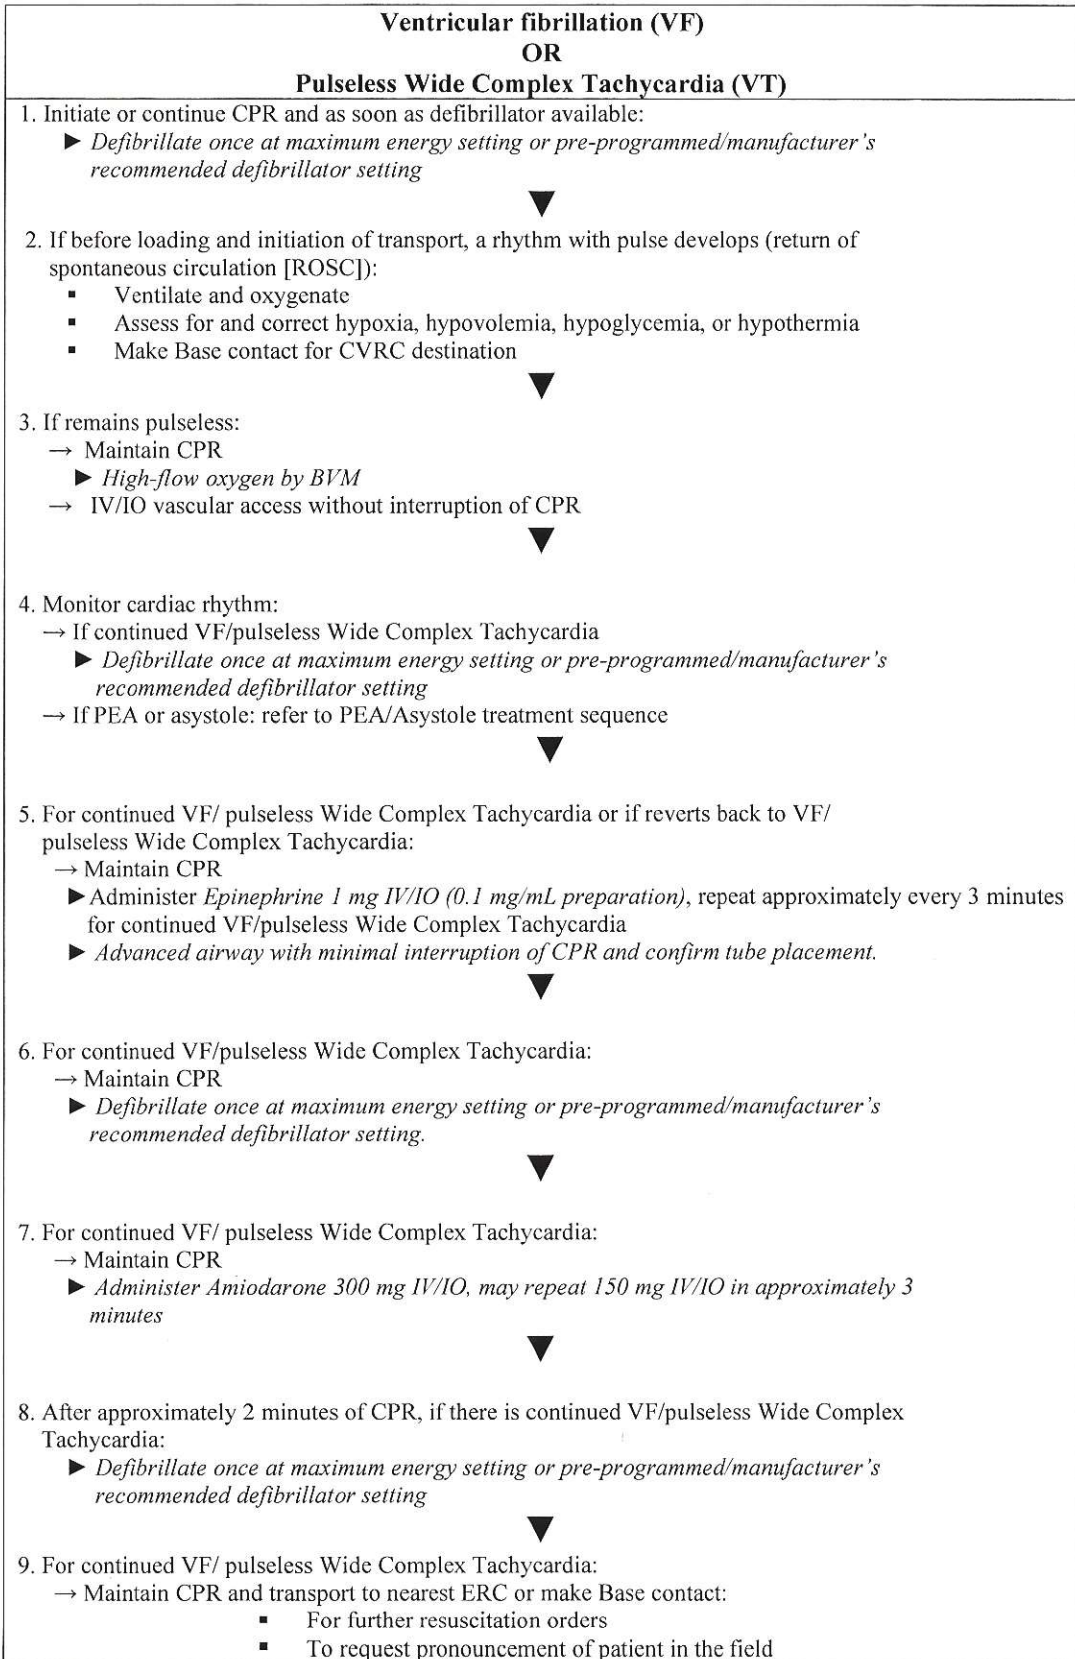 Ventricular fibrillation (VF)
OR
Pulseless Wide Complex Tachycardia (VT)
1. Initiate or continue CPR and as soon as defibrillator available:
► Defibrillate once at maximum energy setting or pre-programmed/manufacturer's
recommended defibrillator setting
▼
2. If before loading and initiation of transport, a rhythm with pulse develops (return of
spontaneous circulation [ROSC]):
▪ Ventilate and oxygenate
▪ Assess for and correct hypoxia, hypovolemia, hypoglycemia, or hypothermia
▪ Make Base contact for CVRC destination
▼
3. If remains pulseless:
→ Maintain CPR
► High-flow oxygen by BVM
→ IV/IO vascular access without interruption of CPR
▼
4. Monitor cardiac rhythm:
→ If continued VF/pulseless Wide Complex Tachycardia
► Defibrillate once at maximum energy setting or pre-programmed/manufacturer's
recommended defibrillator setting
→ If PEA or asystole: refer to PEA/Asystole treatment sequence
▼
5. For continued VF/ pulseless Wide Complex Tachycardia or if reverts back to VF/
pulseless Wide Complex Tachycardia:
→ Maintain CPR
►Administer Epinephrine 1 mg IV/IO (0.1 mg/mL preparation), repeat approximately every 3 minutes
for continued VF/pulseless Wide Complex Tachycardia
► Advanced airway with minimal interruption of CPR and confirm tube placement.
▼
6. For continued VF/pulseless Wide Complex Tachycardia:
→ Maintain CPR
► Defibrillate once at maximum energy setting or pre-programmed/manufacturer's
recommended defibrillator setting.
▼
7. For continued VF/ pulseless Wide Complex Tachycardia:
→ Maintain CPR
► Administer Amiodarone 300 mg IV/IO, may repeat 150 mg IV/IO in approximately 3
minutes
▼
8. After approximately 2 minutes of CPR, if there is continued VF/pulseless Wide Complex
Tachycardia:
► Defibrillate once at maximum energy setting or pre-programmed/manufacturer's
recommended defibrillator setting
▼
9. For continued VF/ pulseless Wide Complex Tachycardia:
→ Maintain CPR and transport to nearest ERC or make Base contact:
▪ For further resuscitation orders
▪ To request pronouncement of patient in the field